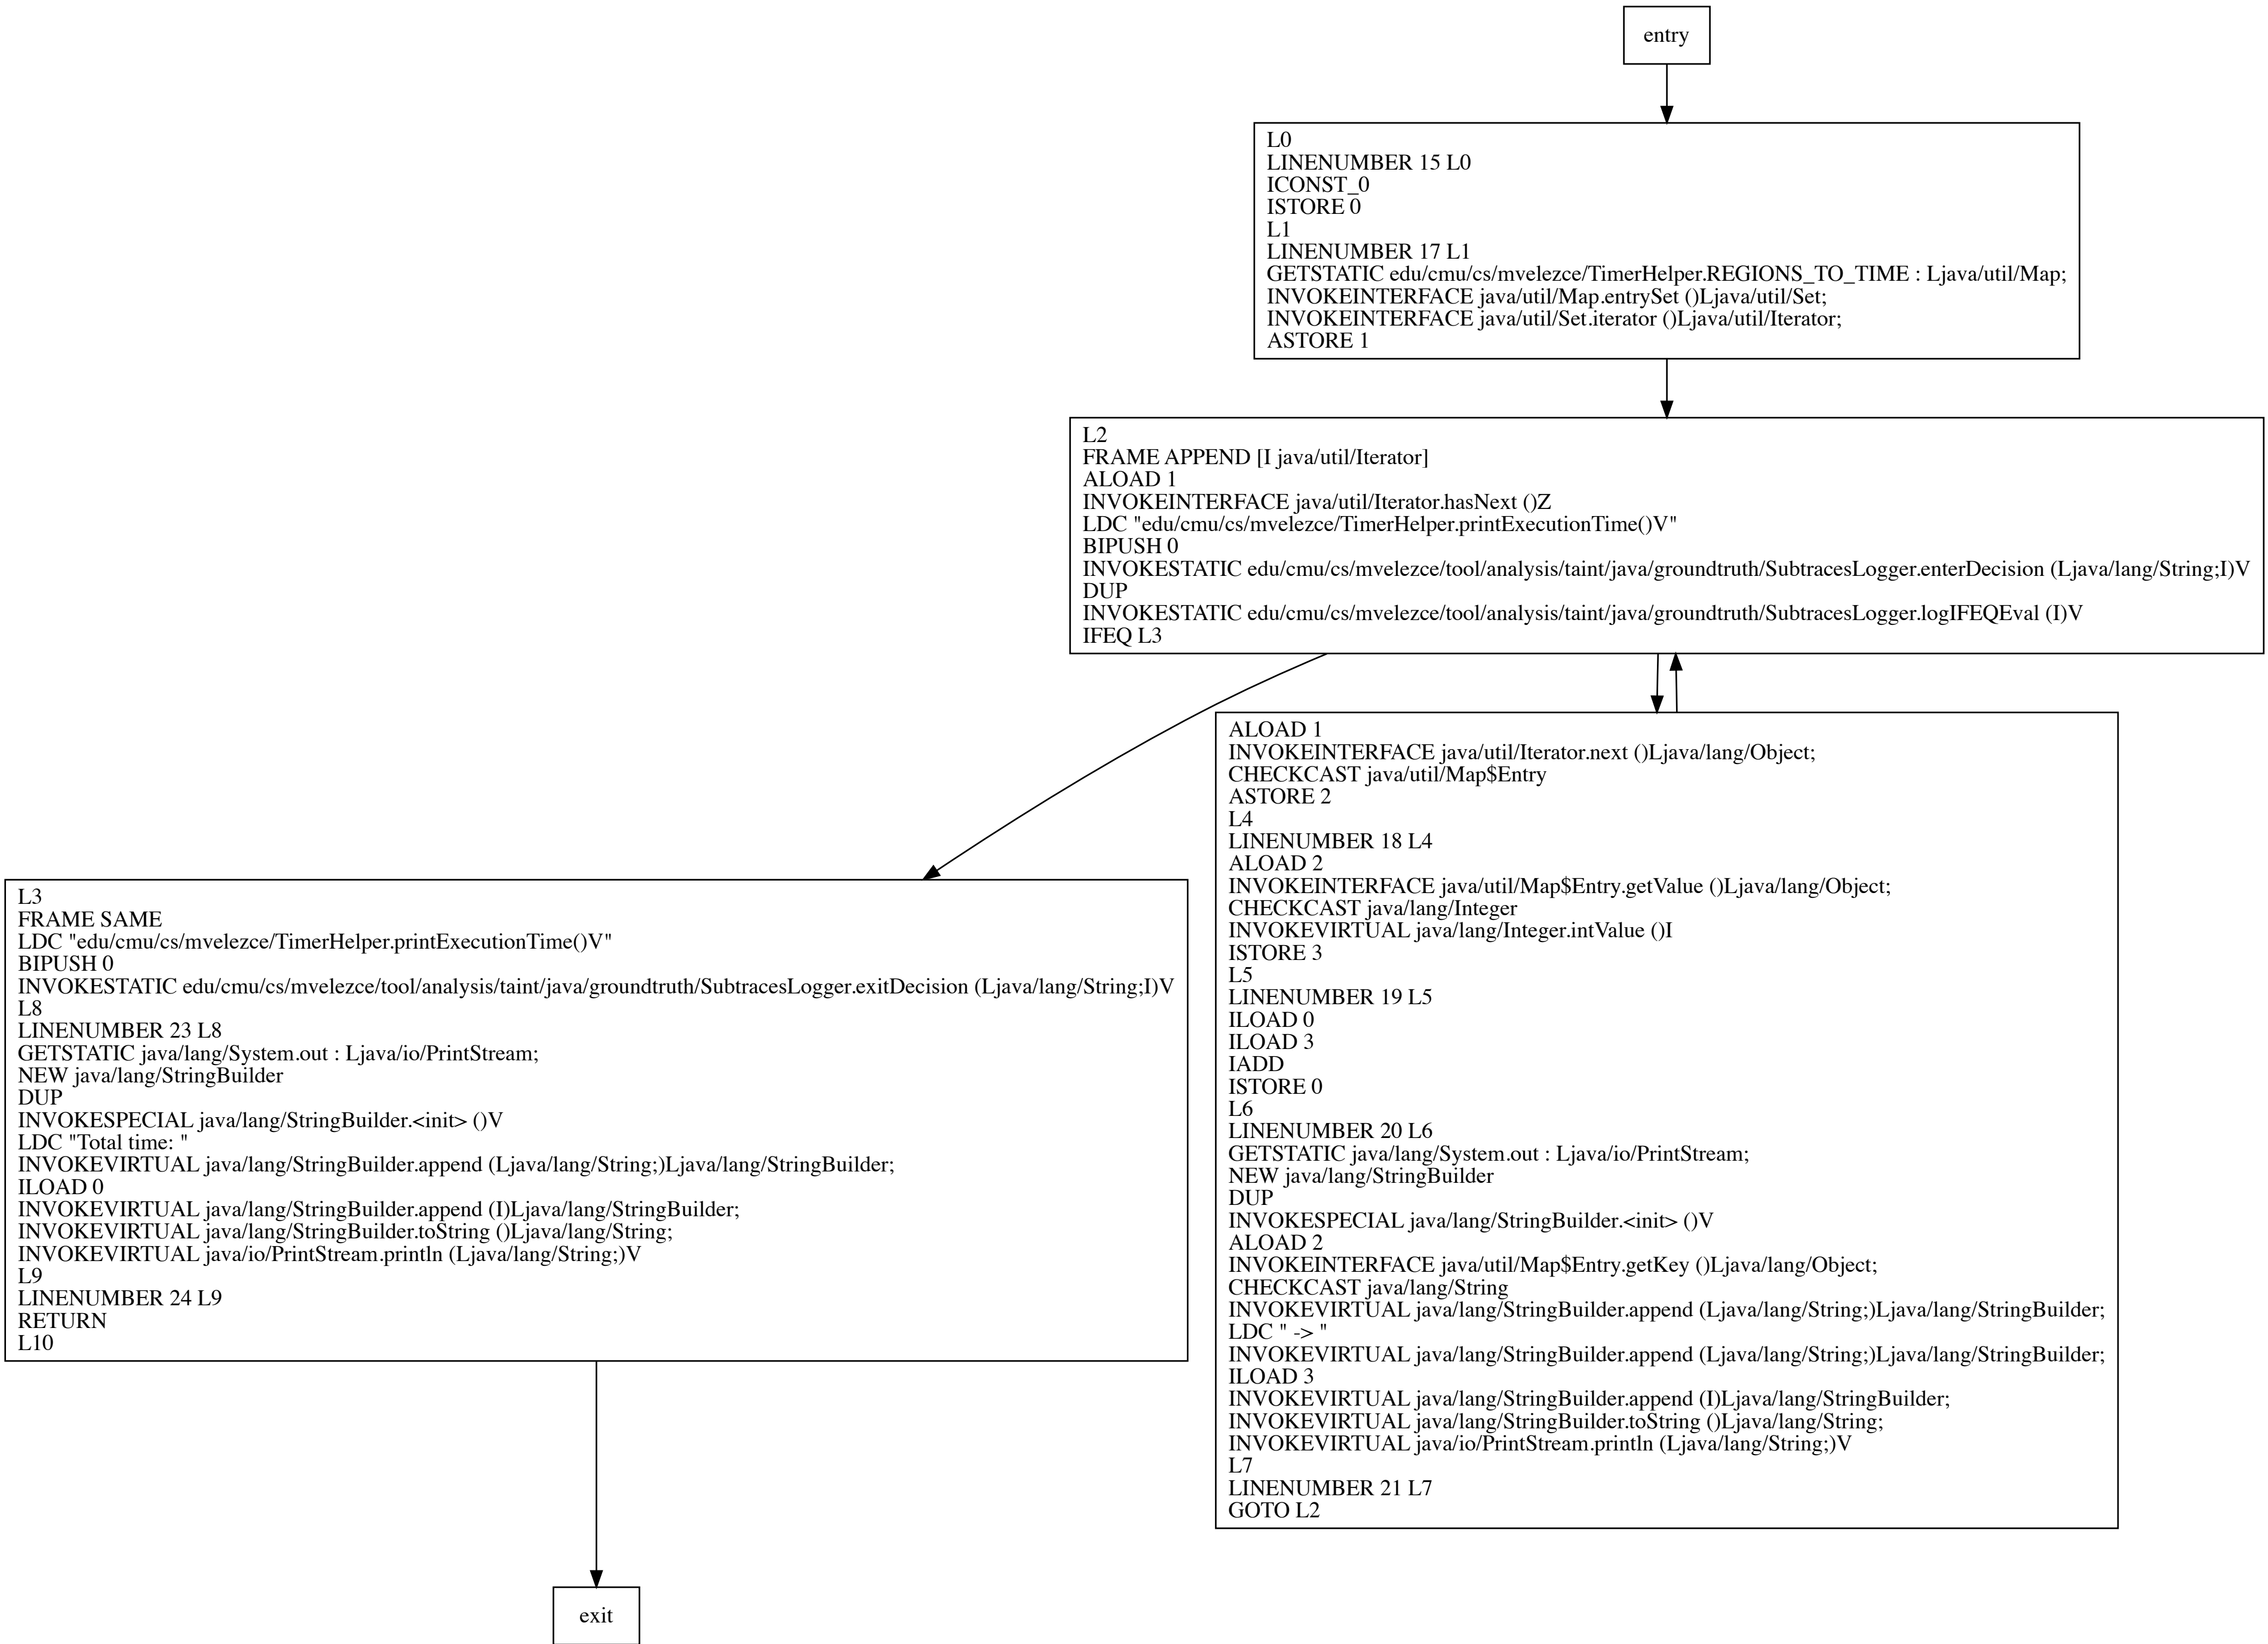 entry
L0
LINENUMBER 15 L0
ICONST_0
ISTORE 0
L1
LINENUMBER 17 L1
GETSTATIC edu/cmu/cs/mvelezce/TimerHelper.REGIONS_TO_TIME : Ljava/util/Map;
INVOKEINTERFACE java/util/Map.entrySet ()Ljava/util/Set;
INVOKEINTERFACE java/util/Set.iterator ()Ljava/util/Iterator;
ASTORE 1
L2
FRAME APPEND [I java/util/Iterator]
ALOAD 1
INVOKEINTERFACE java/util/Iterator.hasNext ()Z
LDC "edu/cmu/cs/mvelezce/TimerHelper.printExecutionTime()V"
BIPUSH 0
INVOKESTATIC edu/cmu/cs/mvelezce/tool/analysis/taint/java/groundtruth/SubtracesLogger.enterDecision (Ljava/lang/String;I)V
DUP
INVOKESTATIC edu/cmu/cs/mvelezce/tool/analysis/taint/java/groundtruth/SubtracesLogger.logIFEQEval (I)V
IFEQ L3
ALOAD 1
INVOKEINTERFACE java/util/Iterator.next ()Ljava/lang/Object;
CHECKCAST java/util/Map$Entry
ASTORE 2
L4
LINENUMBER 18 L4
ALOAD 2
INVOKEINTERFACE java/util/Map$Entry.getValue ()Ljava/lang/Object;
CHECKCAST java/lang/Integer
INVOKEVIRTUAL java/lang/Integer.intValue ()I
ISTORE 3
L5
LINENUMBER 19 L5
ILOAD 0
ILOAD 3
IADD
ISTORE 0
L6
LINENUMBER 20 L6
GETSTATIC java/lang/System.out : Ljava/io/PrintStream;
NEW java/lang/StringBuilder
DUP
INVOKESPECIAL java/lang/StringBuilder.<init> ()V
ALOAD 2
INVOKEINTERFACE java/util/Map$Entry.getKey ()Ljava/lang/Object;
CHECKCAST java/lang/String
INVOKEVIRTUAL java/lang/StringBuilder.append (Ljava/lang/String;)Ljava/lang/StringBuilder;
LDC " -> "
INVOKEVIRTUAL java/lang/StringBuilder.append (Ljava/lang/String;)Ljava/lang/StringBuilder;
ILOAD 3
INVOKEVIRTUAL java/lang/StringBuilder.append (I)Ljava/lang/StringBuilder;
INVOKEVIRTUAL java/lang/StringBuilder.toString ()Ljava/lang/String;
INVOKEVIRTUAL java/io/PrintStream.println (Ljava/lang/String;)V
L7
LINENUMBER 21 L7
GOTO L2
L3
FRAME SAME
LDC "edu/cmu/cs/mvelezce/TimerHelper.printExecutionTime()V"
BIPUSH 0
INVOKESTATIC edu/cmu/cs/mvelezce/tool/analysis/taint/java/groundtruth/SubtracesLogger.exitDecision (Ljava/lang/String;I)V
L8
LINENUMBER 23 L8
GETSTATIC java/lang/System.out : Ljava/io/PrintStream;
NEW java/lang/StringBuilder
DUP
INVOKESPECIAL java/lang/StringBuilder.<init> ()V
LDC "Total time: "
INVOKEVIRTUAL java/lang/StringBuilder.append (Ljava/lang/String;)Ljava/lang/StringBuilder;
ILOAD 0
INVOKEVIRTUAL java/lang/StringBuilder.append (I)Ljava/lang/StringBuilder;
INVOKEVIRTUAL java/lang/StringBuilder.toString ()Ljava/lang/String;
INVOKEVIRTUAL java/io/PrintStream.println (Ljava/lang/String;)V
L9
LINENUMBER 24 L9
RETURN
L10
exit